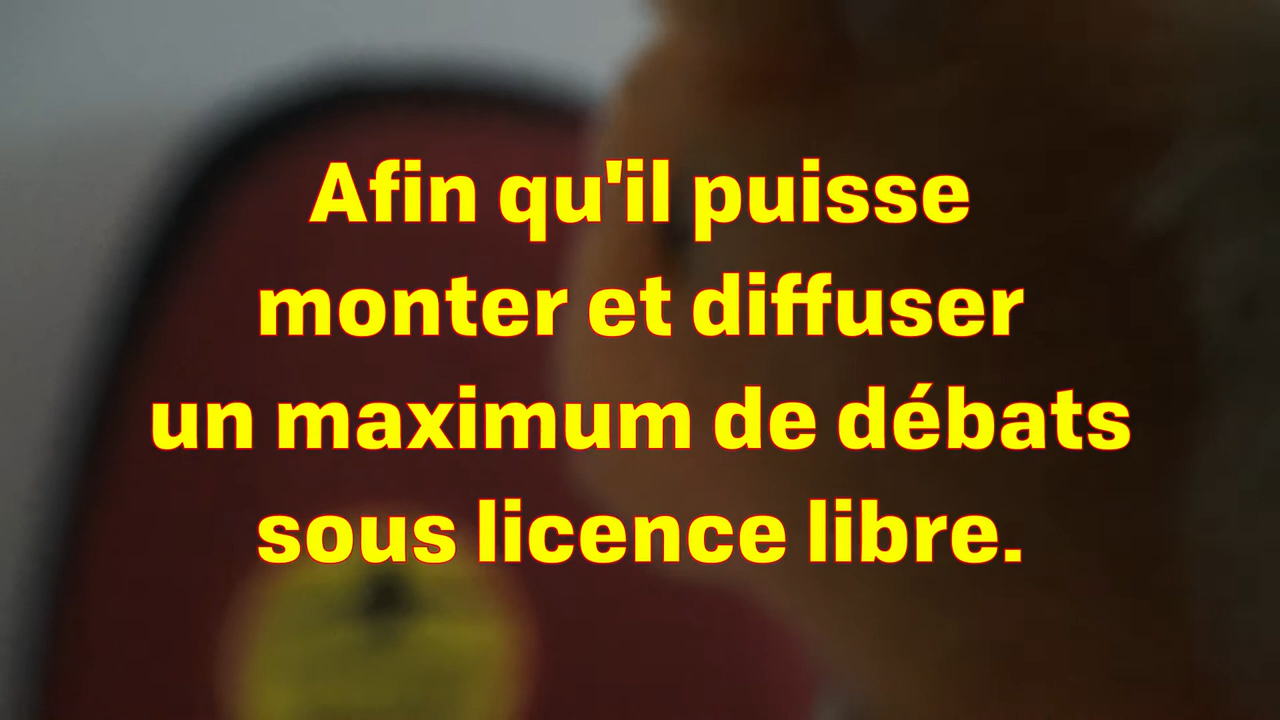 Afin qu'il puisse
monter et diffuser
un maximum de débats
sous licence libre.